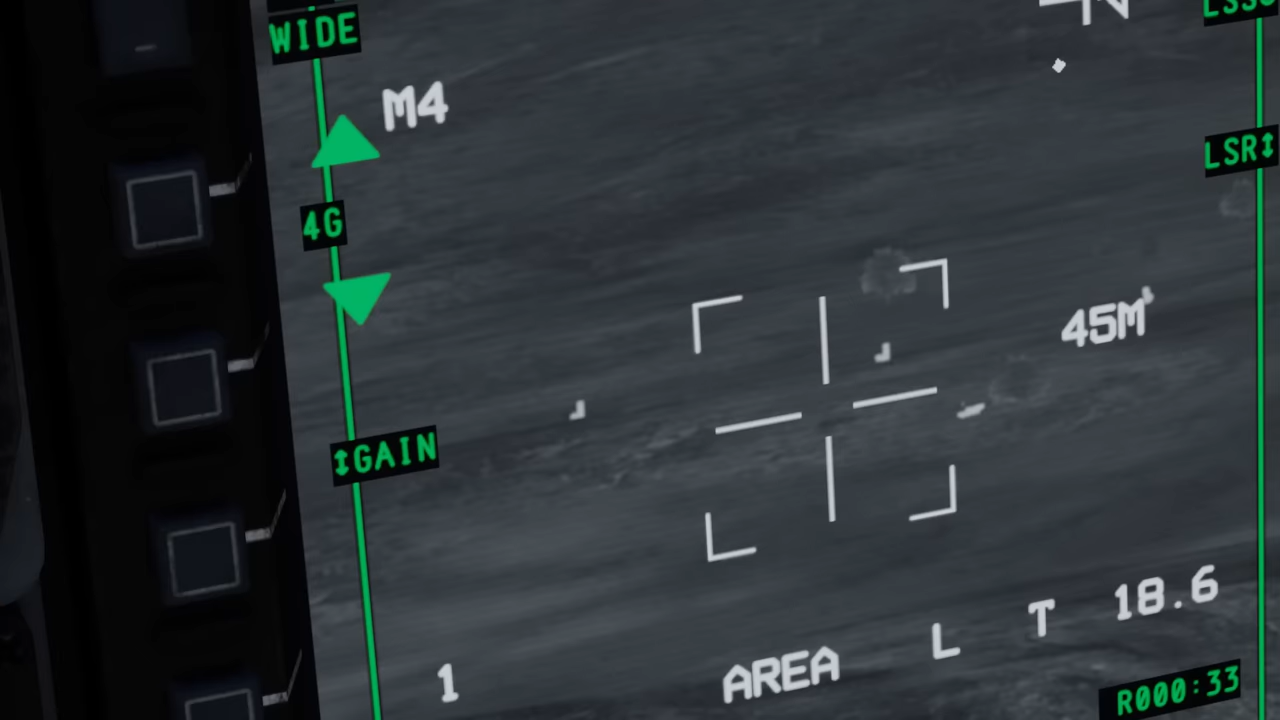 WIDE
M4
LSR↕
4G
45M
↕GAIN
18.6
T
L
AREA
1
R000:33